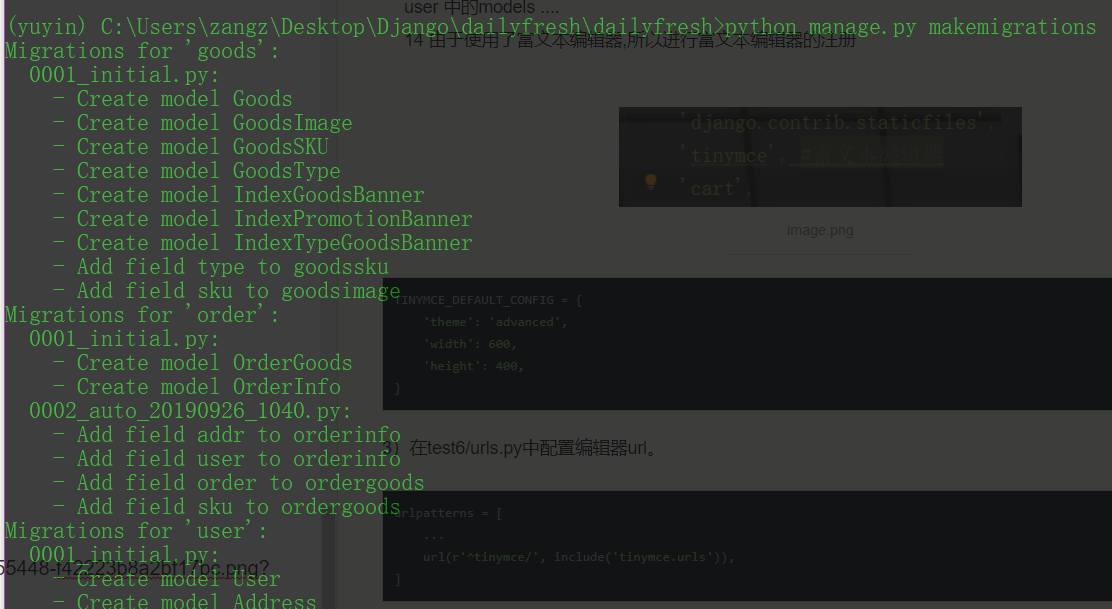 (yuyin) C:\Users\zangz\Desktop\Django\dailyfresh\dailyfresh>python manage.py makemigrations
Migrations for 'goods':
  0001_initial.py:
    - Create model Goods
    - Create model GoodsImage
    - Create model GoodsSKU
    - Create model GoodsType
    - Create model IndexGoodsBanner
    - Create model IndexPromotionBanner
    - Create model IndexTypeGoodsBanner
    - Add field type to goodssku
    - Add field sku to goodsimage
Migrations for 'order':
  0001_initial.py:
    - Create model OrderGoods
    - Create model OrderInfo
  0002_auto_20190926_1040.py:
    - Add field addr to orderinfo
    - Add field user to orderinfo
    - Add field order to ordergoods
    - Add field sku to ordergoods
Migrations for 'user':
  0001_initial.py:
    - Create model User
    - Create model Address
user 中的models ....
14 由于使用了富文本编辑器,所以进行富文本编辑器的注册
'django.contrib.staticfiles',
'tinymce', #富文本编辑器
'cart',
image.png
TINYMCE_DEFAULT_CONFIG = {
    'theme': 'advanced',
    'width': 600,
    'height': 400,
}
3）在test6/urls.py中配置编辑器url。
urlpatterns = [
    ...
    url(r'^tinymce/', include('tinymce.urls')),
]
55448-f42223b8a2bf17bc.png?